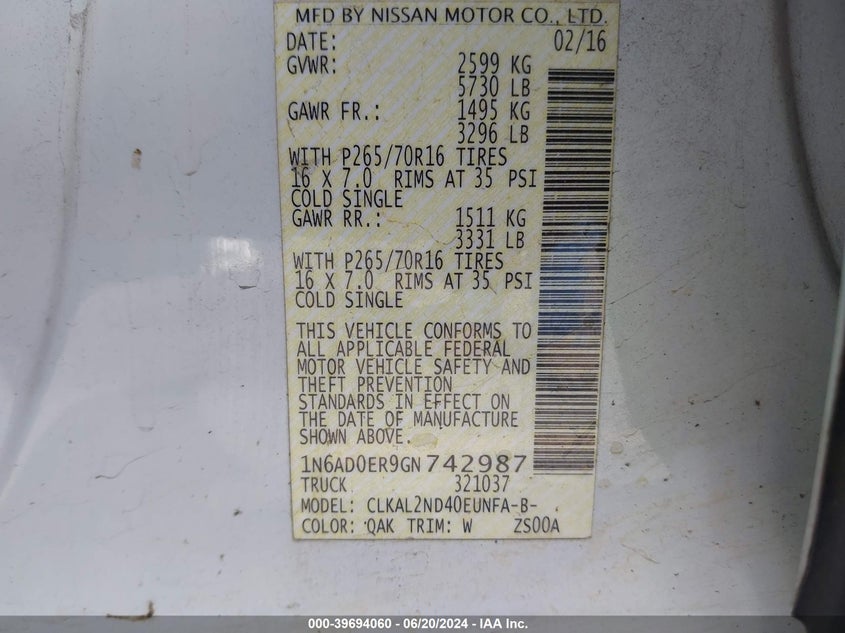 MFD BY NISSAN MOTOR CO., LTD.
DATE: 02/16
GVWR: 2599 KG
5730 LB
GAWR FR.: 1495 KG
3296 LB
WITH P265/70R16 TIRES
16 X 7.0 RIMS AT 35 PSI
COLD SINGLE
GAWR RR.: 1511 KG
3331 LB
WITH P265/70R16 TIRES
16 X 7.0 RIMS AT 35 PSI
COLD SINGLE
THIS VEHICLE CONFORMS TO
ALL APPLICABLE FEDERAL
MOTOR VEHICLE SAFETY AND
THEFT PREVENTION
STANDARDS IN EFFECT ON
THE DATE OF MANUFACTURE
SHOWN ABOVE.
1N6AD0ER9GN742987
TRUCK 321037
MODEL: CLKAL2ND40EUNFA-B-
COLOR: QAK TRIM: W ZS00A
000-39694060 - 06/20/2024 - IAA Inc.